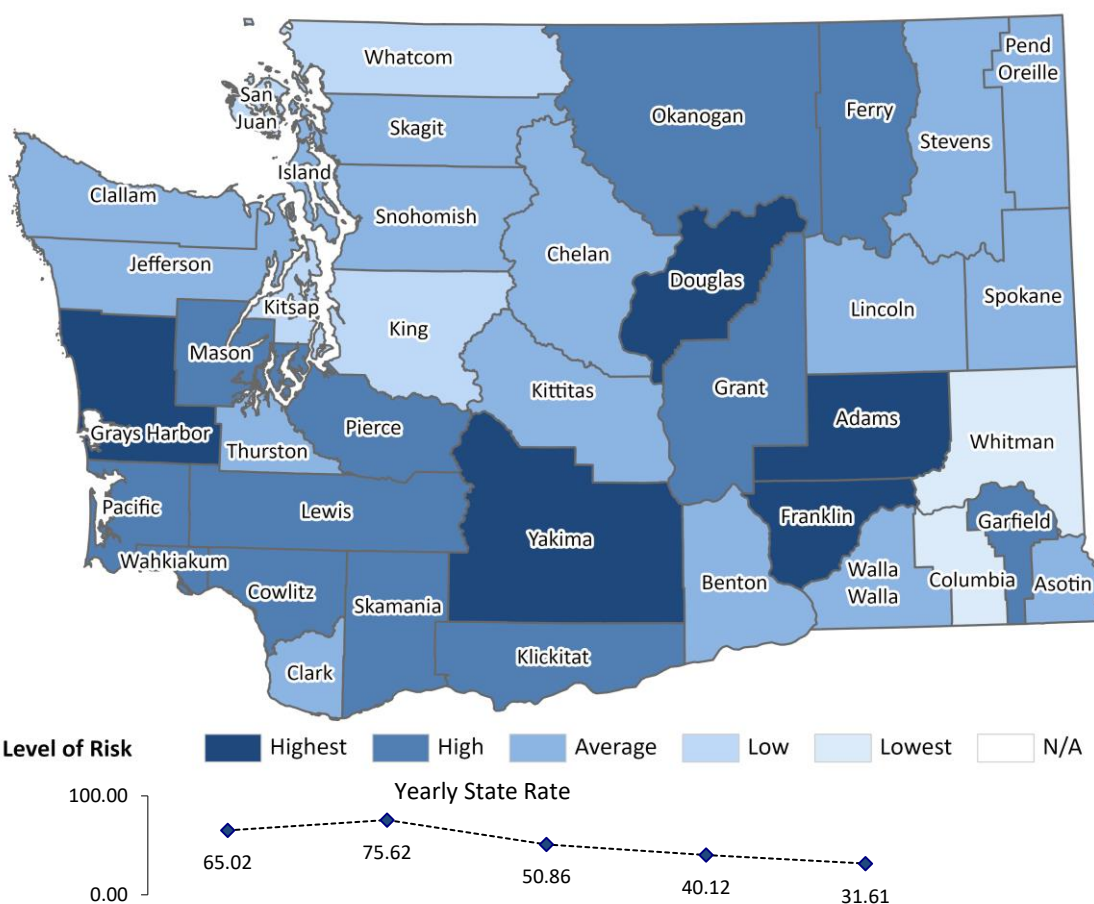 Whatcom
Pend
Oreille
San
Juan
Okanogan
Ferry
Skagit
Stevens
Island
Clallam
Snohomish
Chelan
Jefferson
Douglas
Kitsap
Lincoln
Spokane
King
Mason
Grant
Kittitas
Adams
Grays Harbor
Thurston
Pierce
Whitman
Pacific
Lewis
Franklin
Garfield
Yakima
Wahkiakum
Cowlitz
Skamania
Benton
Walla
Walla
Columbia
Asotin
Clark
Klickitat
Level of Risk Highest High Average Low Lowest N/A
Yearly State Rate
100.00
65.02 75.62 50.86 40.12 31.61
0.00